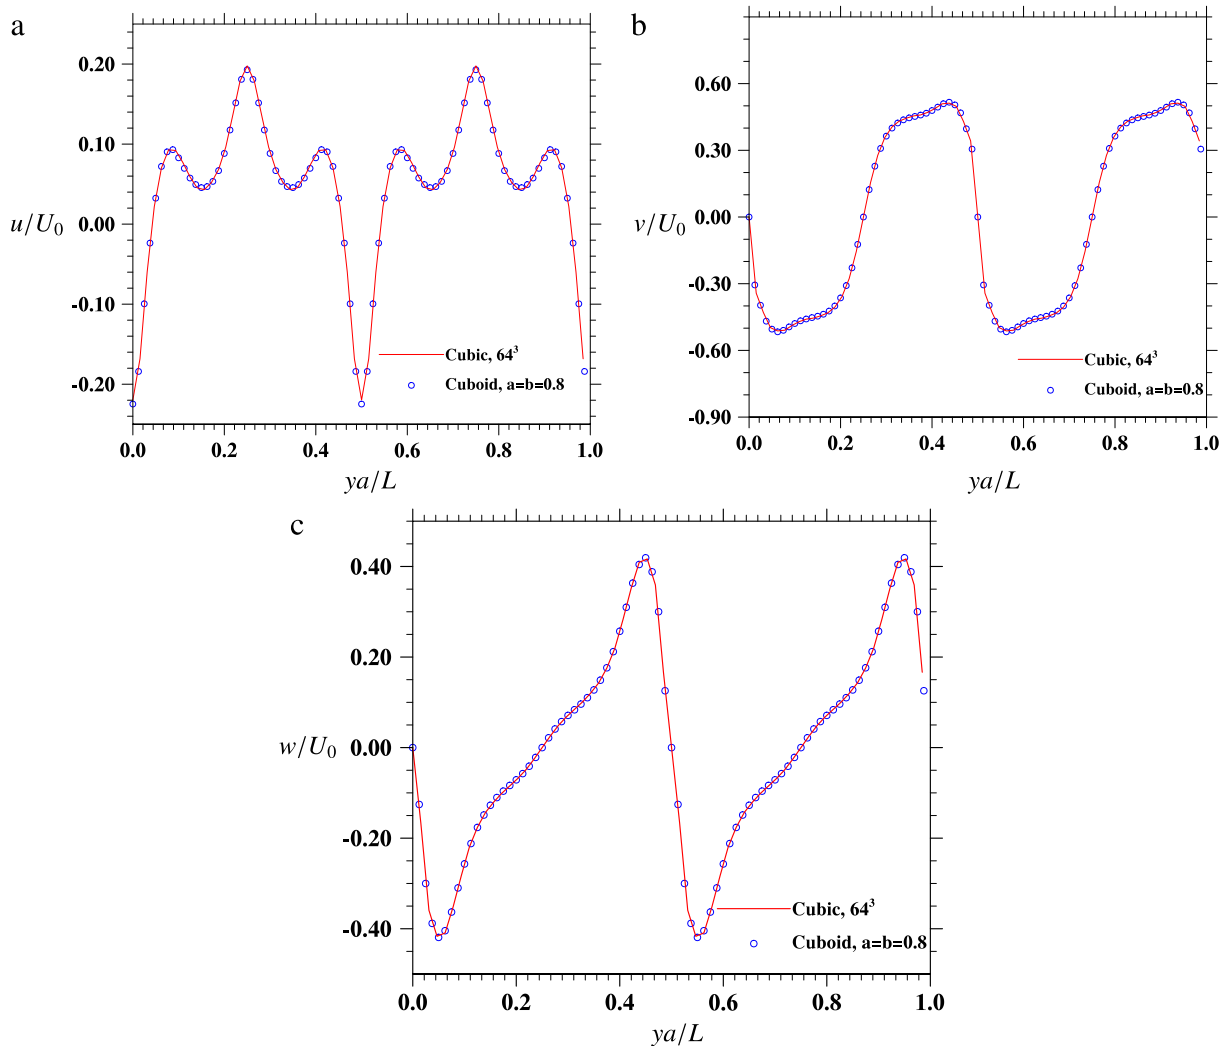 a
0.20
0.10
0.00
-0.10
-0.20
u/U₀
Cubic, 64³
Cuboid, a=b=0.8
0.0 0.2 0.4 0.6 0.8 1.0
ya/L
b
0.60
0.30
0.00
-0.30
-0.60
-0.90
v/U₀
Cubic, 64³
Cuboid, a=b=0.8
0.0 0.2 0.4 0.6 0.8 1.0
ya/L
c
0.40
0.20
0.00
-0.20
-0.40
w/U₀
Cubic, 64³
Cuboid, a=b=0.8
0.0 0.2 0.4 0.6 0.8 1.0
ya/L